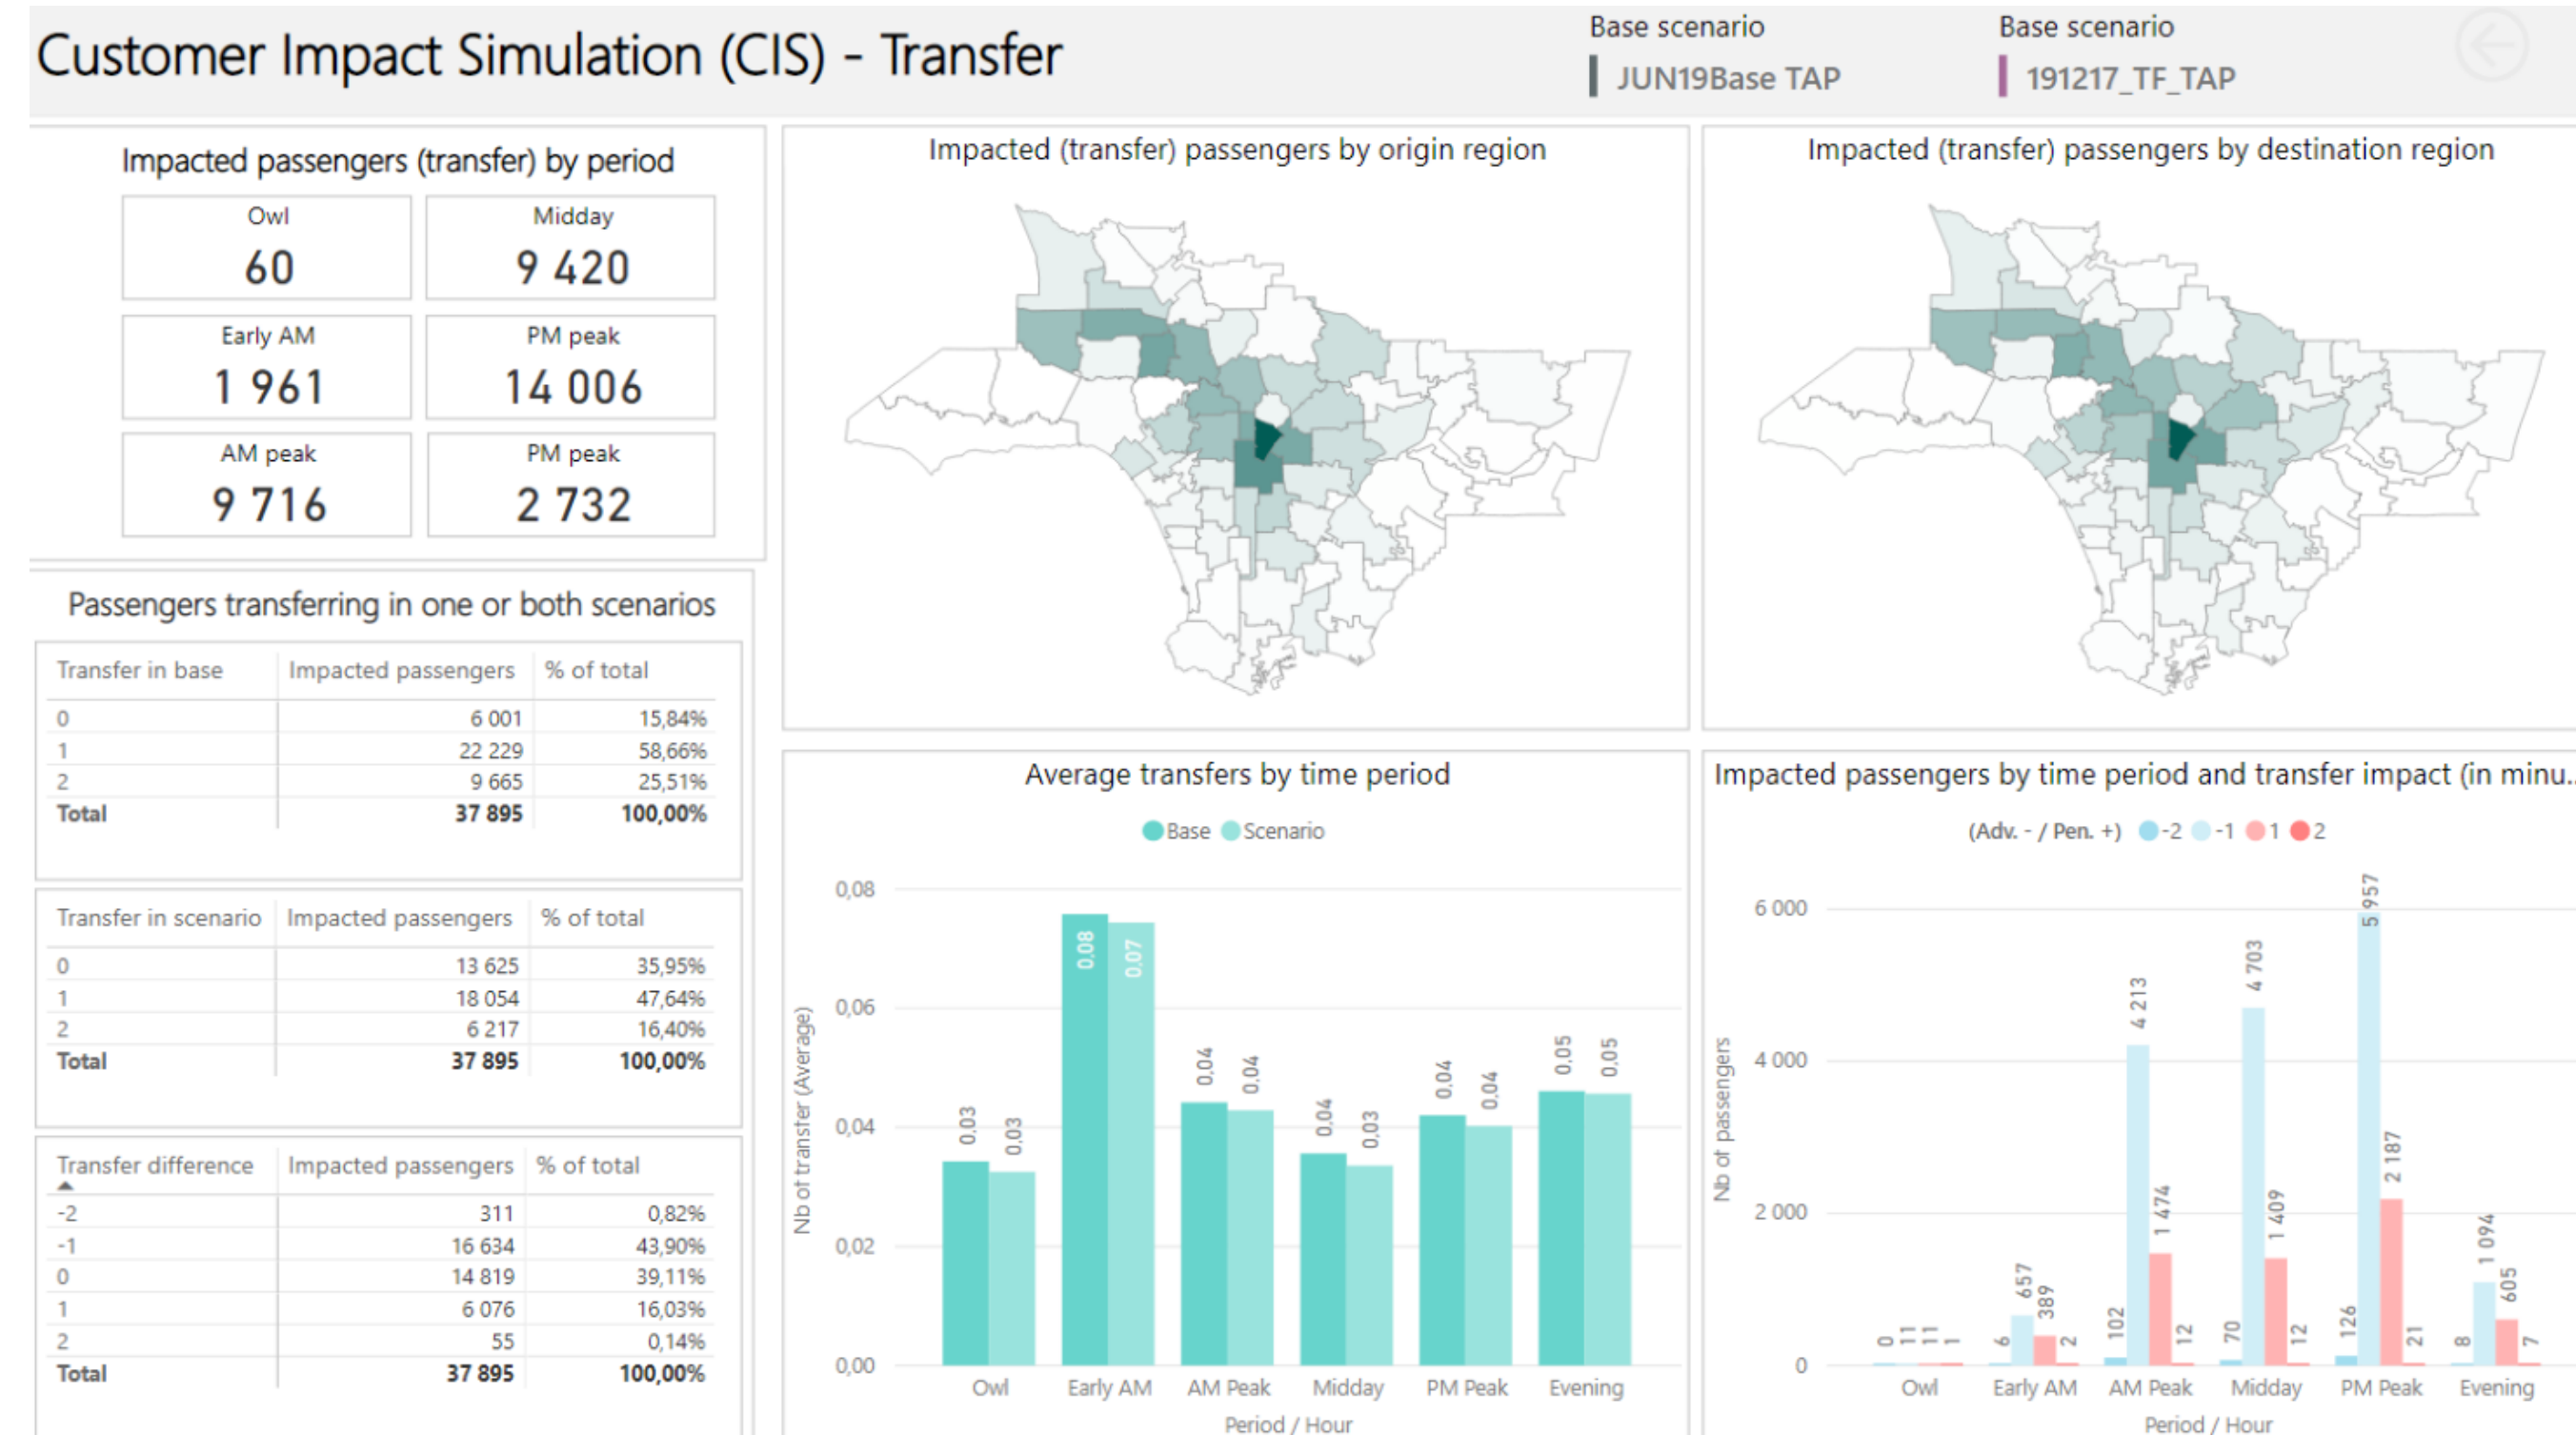 Customer Impact Simulation (CIS) - Transfer
Base scenario
JUN19Base TAP
Base scenario
191217_TF_TAP
Impacted passengers (transfer) by period
Owl
60
Midday
9 420
Early AM
1 961
PM peak
14 006
AM peak
9 716
PM peak
2 732
Passengers transferring in one or both scenarios
Transfer in base Impacted passengers % of total
0 6 001 15,84%
1 22 229 58,66%
2 9 665 25,51%
Total 37 895 100,00%
Transfer in scenario Impacted passengers % of total
0 13 625 35,95%
1 18 054 47,64%
2 6 217 16,40%
Total 37 895 100,00%
Transfer difference Impacted passengers % of total
-2 311 0,82%
-1 16 634 43,90%
0 14 819 39,11%
1 6 076 16,03%
2 55 0,14%
Total 37 895 100,00%
Impacted (transfer) passengers by origin region
Impacted (transfer) passengers by destination region
Average transfers by time period
Base Scenario
Nb of transfer (Average)
0,08
0,06
0,04
0,02
0,00
0,03 0,03 0,08 0,07 0,04 0,04 0,04 0,03 0,04 0,04 0,05 0,05
Owl Early AM AM Peak Midday PM Peak Evening
Period / Hour
Impacted passengers by time period and transfer impact (in minu...
(Adv. - / Pen. +) -2 -1 1 2
Nb of passengers
6 000
4 000
2 000
0
0 11 11 1 6 657 389 2 102 4 213 1 474 12 70 4 703 1 409 12 126 5 957 2 187 21 8 1 094 605 7
Owl Early AM AM Peak Midday PM Peak Evening
Period / Hour